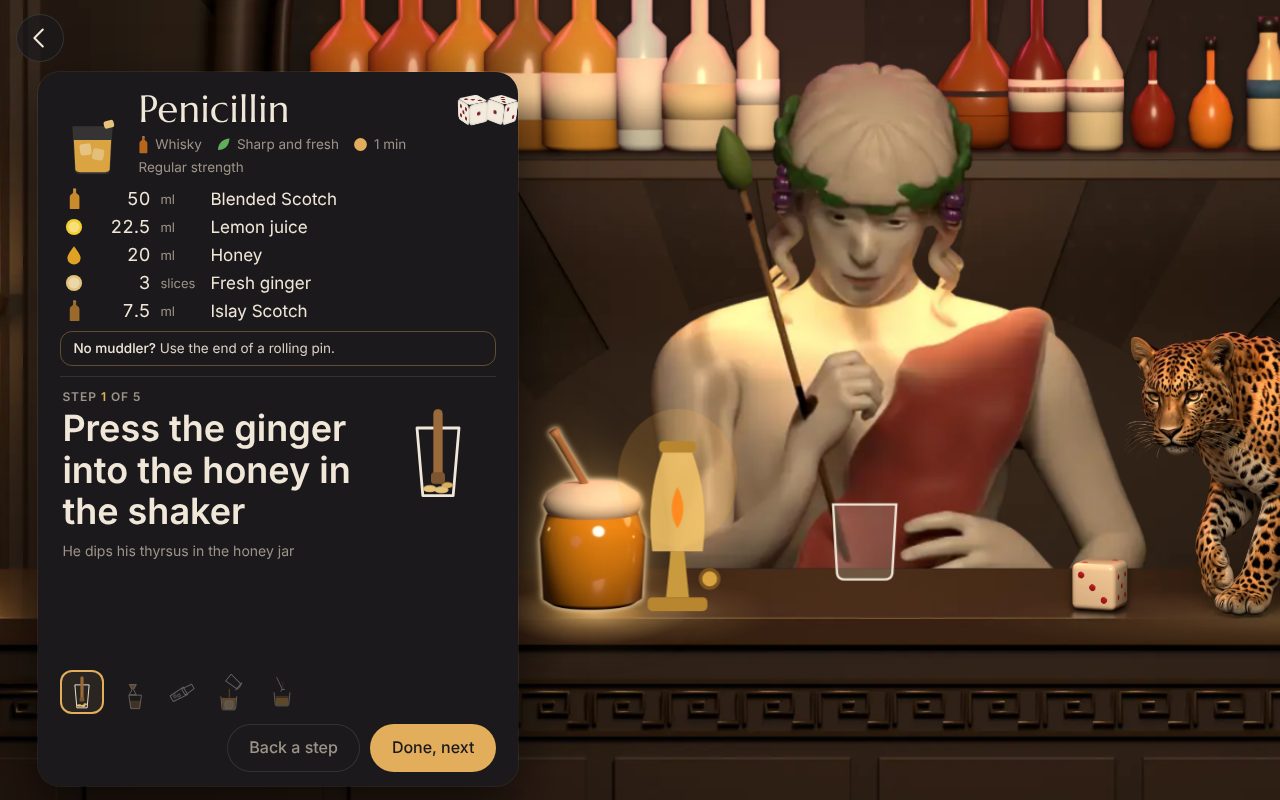 Penicillin
Whisky Sharp and fresh 1 min
Regular strength
50 ml Blended Scotch
22.5 ml Lemon juice
20 ml Honey
3 slices Fresh ginger
7.5 ml Islay Scotch
No muddler? Use the end of a rolling pin.
STEP 1 OF 5
Press the ginger
into the honey in
the shaker
He dips his thyrsus in the honey jar
Back a step Done, next